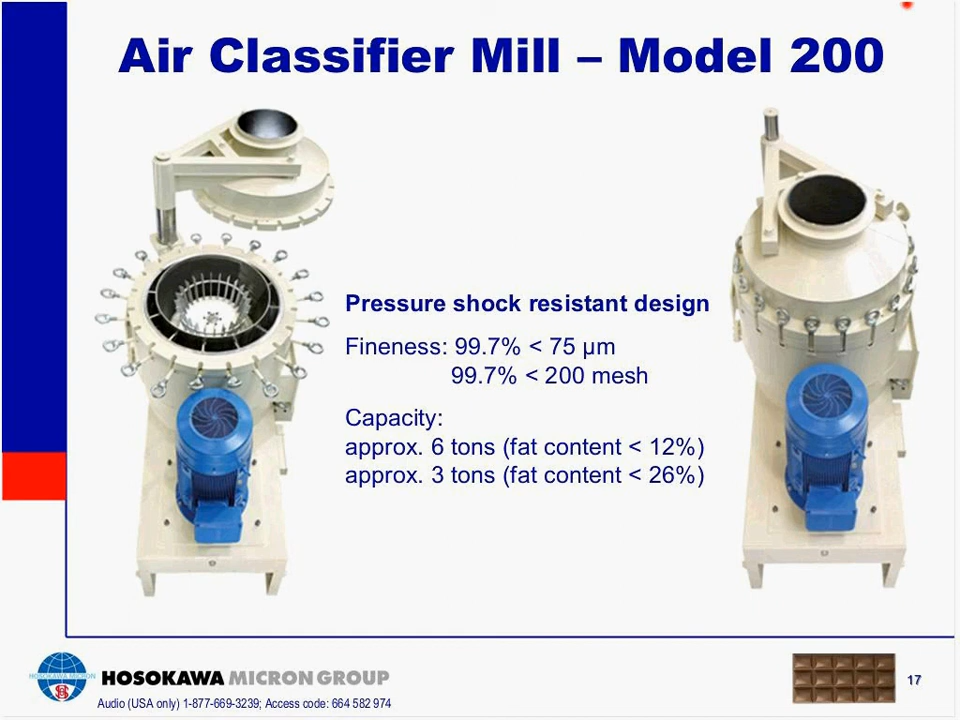 Air Classifier Mill – Model 200
Pressure shock resistant design
Fineness: 99.7% < 75 µm
99.7% < 200 mesh
Capacity:
approx. 6 tons (fat content < 12%)
approx. 3 tons (fat content < 26%)
HOSOKAWA MICRON
HOSOKAWA MICRON GROUP
17
Audio (USA only) 1-877-669-3239; Access code: 664 582 974